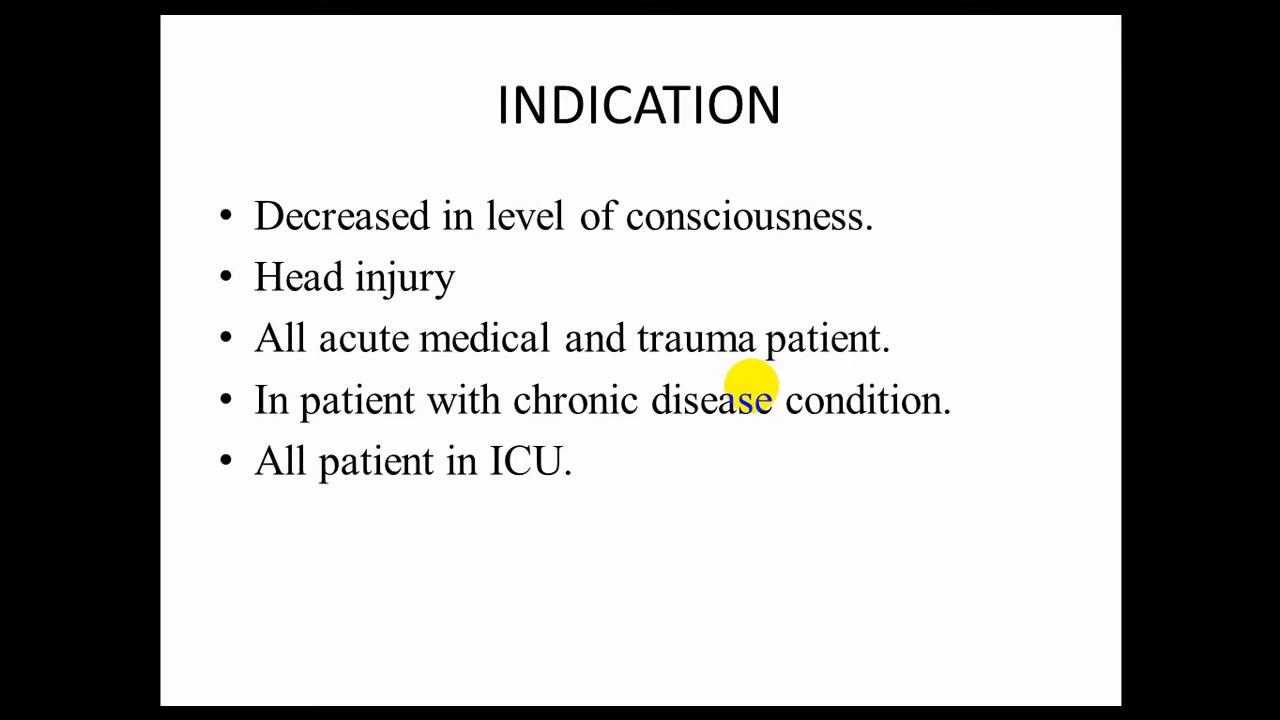 INDICATION
• Decreased in level of consciousness.
• Head injury
• All acute medical and trauma patient.
• In patient with chronic disease condition.
• All patient in ICU.